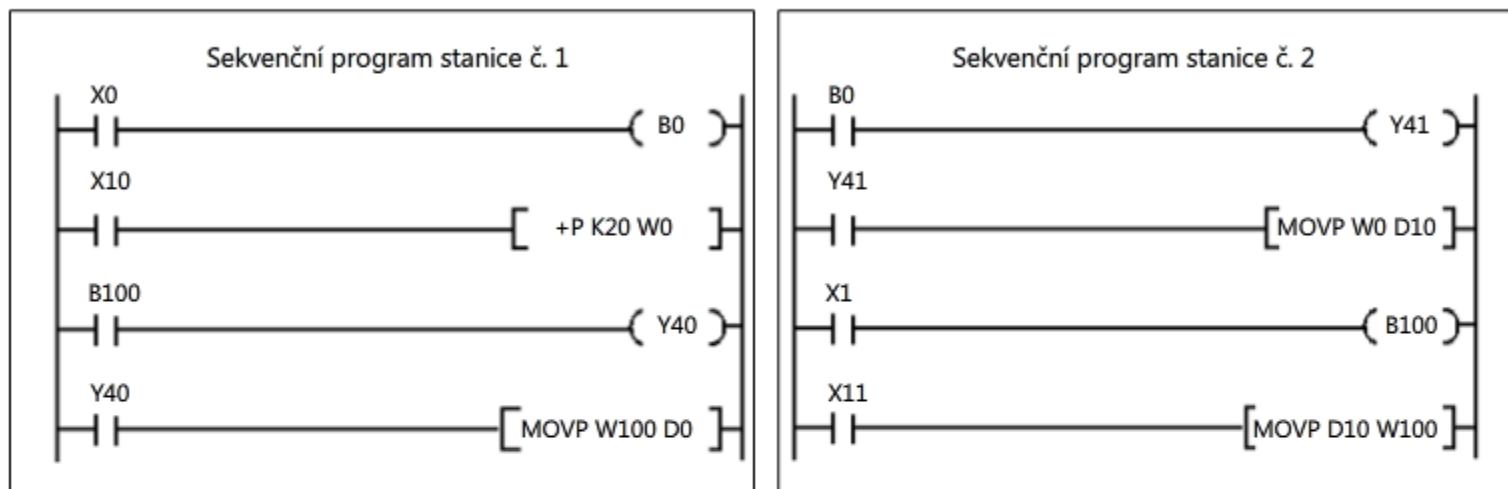 Sekvenční program stanice č. 1
X0
B0
X10
+P K20 W0
B100
Y40
Y40
MOVP W100 D0
Sekvenční program stanice č. 2
B0
Y41
Y41
MOVP W0 D10
X1
B100
X11
MOVP D10 W100